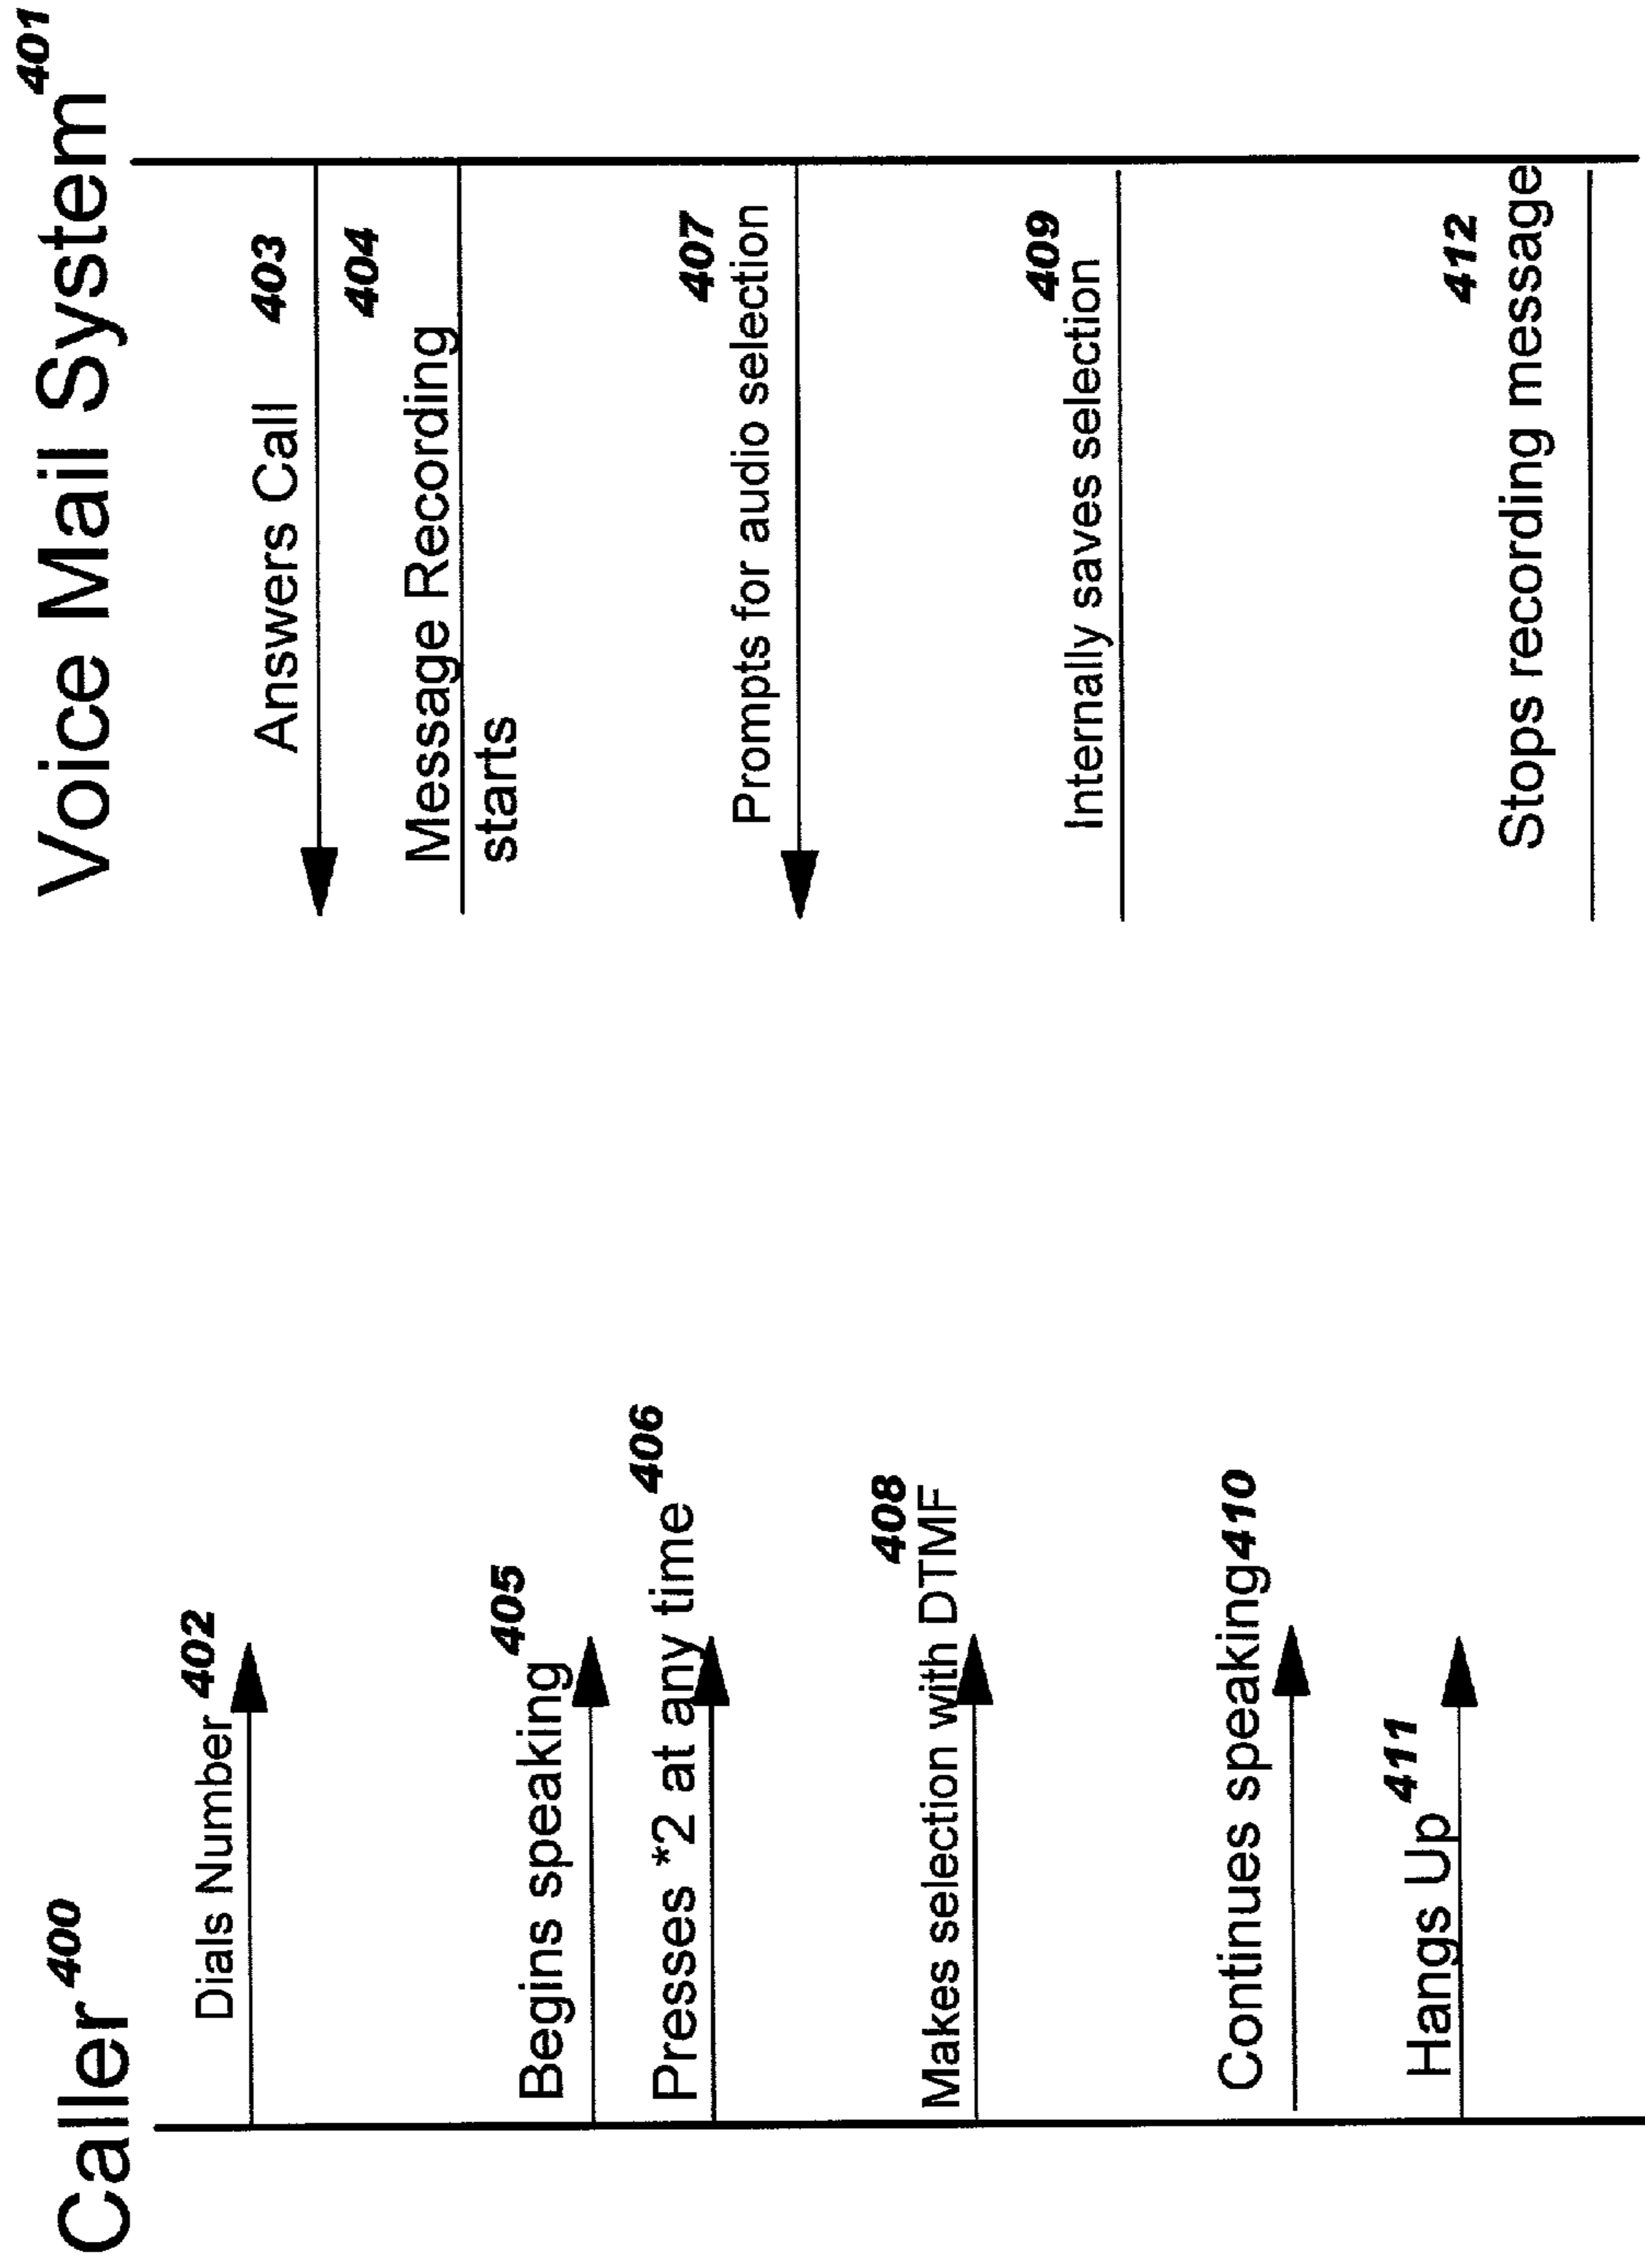 Caller 400
Voice Mail System 401
Dials Number 402
Answers Call 403
404
Message Recording
starts
Begins speaking 405
Presses *2 at any time 406
407
Prompts for audio selection
408
Makes selection with DTMF
409
Internally saves selection
Continues speaking 410
Hangs Up 411
412
Stops recording message